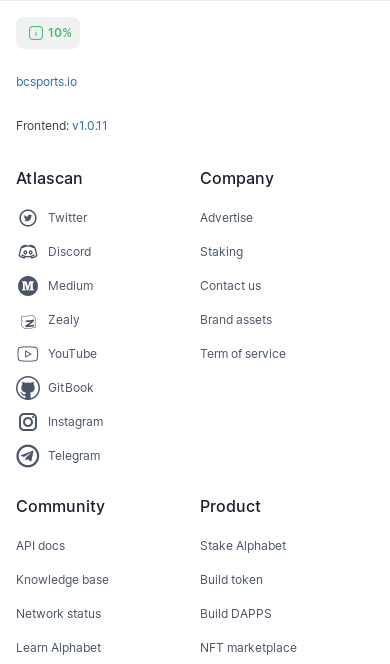 10%
bcsports.io
Frontend: v1.0.11
Atlascan
Twitter
Discord
Medium
Zealy
YouTube
GitBook
Instagram
Telegram
Company
Advertise
Staking
Contact us
Brand assets
Term of service
Community
API docs
Knowledge base
Network status
Learn Alphabet
Product
Stake Alphabet
Build token
Build DAPPS
NFT marketplace